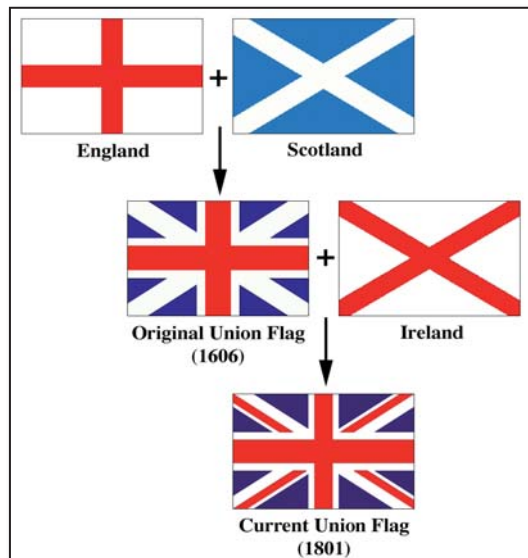 England
Scotland
Original Union Flag
(1606)
Ireland
Current Union Flag
(1801)